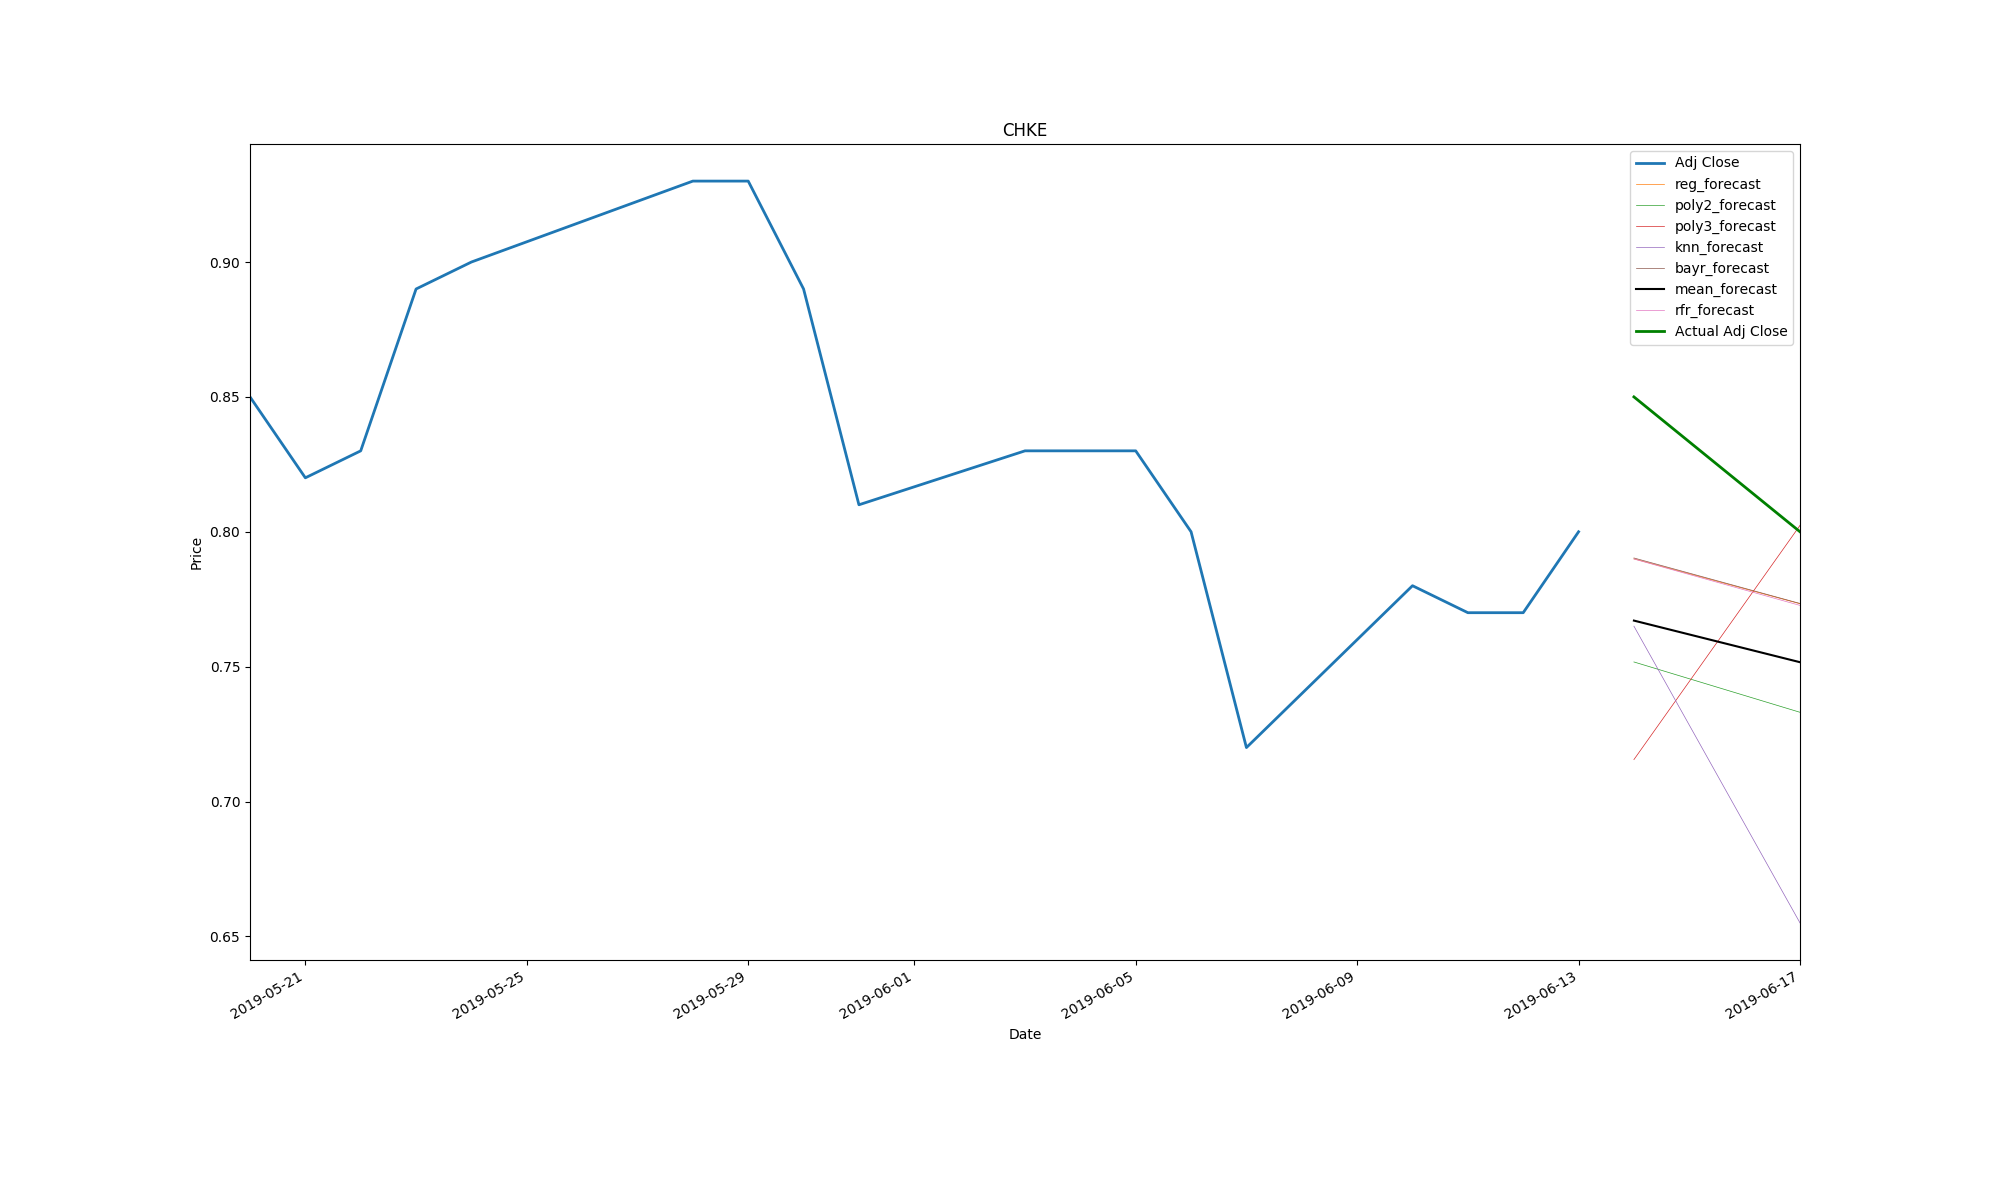 CHKE
Adj Close
reg_forecast
poly2_forecast
poly3_forecast
knn_forecast
bayr_forecast
mean_forecast
rfr_forecast
Actual Adj Close
0.90
0.85
0.80
0.75
0.70
0.65
Price
2019-05-21
2019-05-25
2019-05-29
2019-06-01
2019-06-05
2019-06-09
2019-06-13
2019-06-17
Date